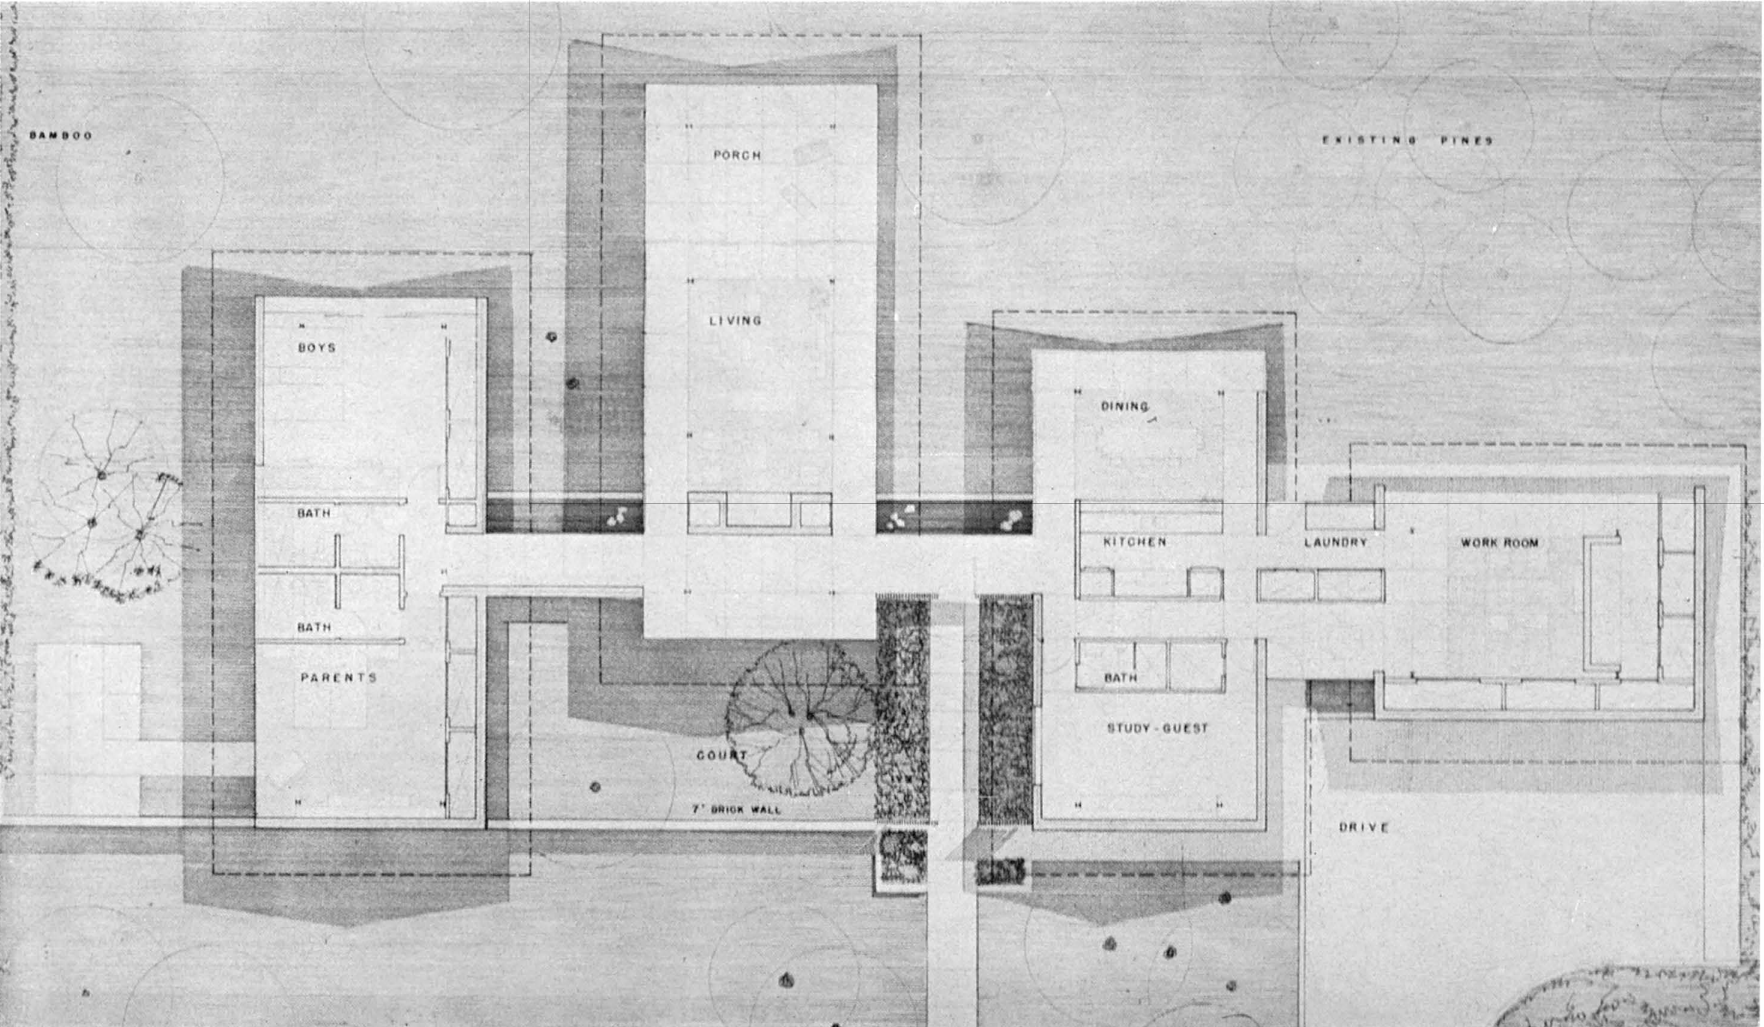 BAMBOO
EXISTING PINES
PORCH
LIVING
BOYS
DINING
BATH
KITCHEN
LAUNDRY
WORK ROOM
BATH
PARENTS
BATH
STUDY-GUEST
COURT
IVY
7' BRICK WALL
DRIVE